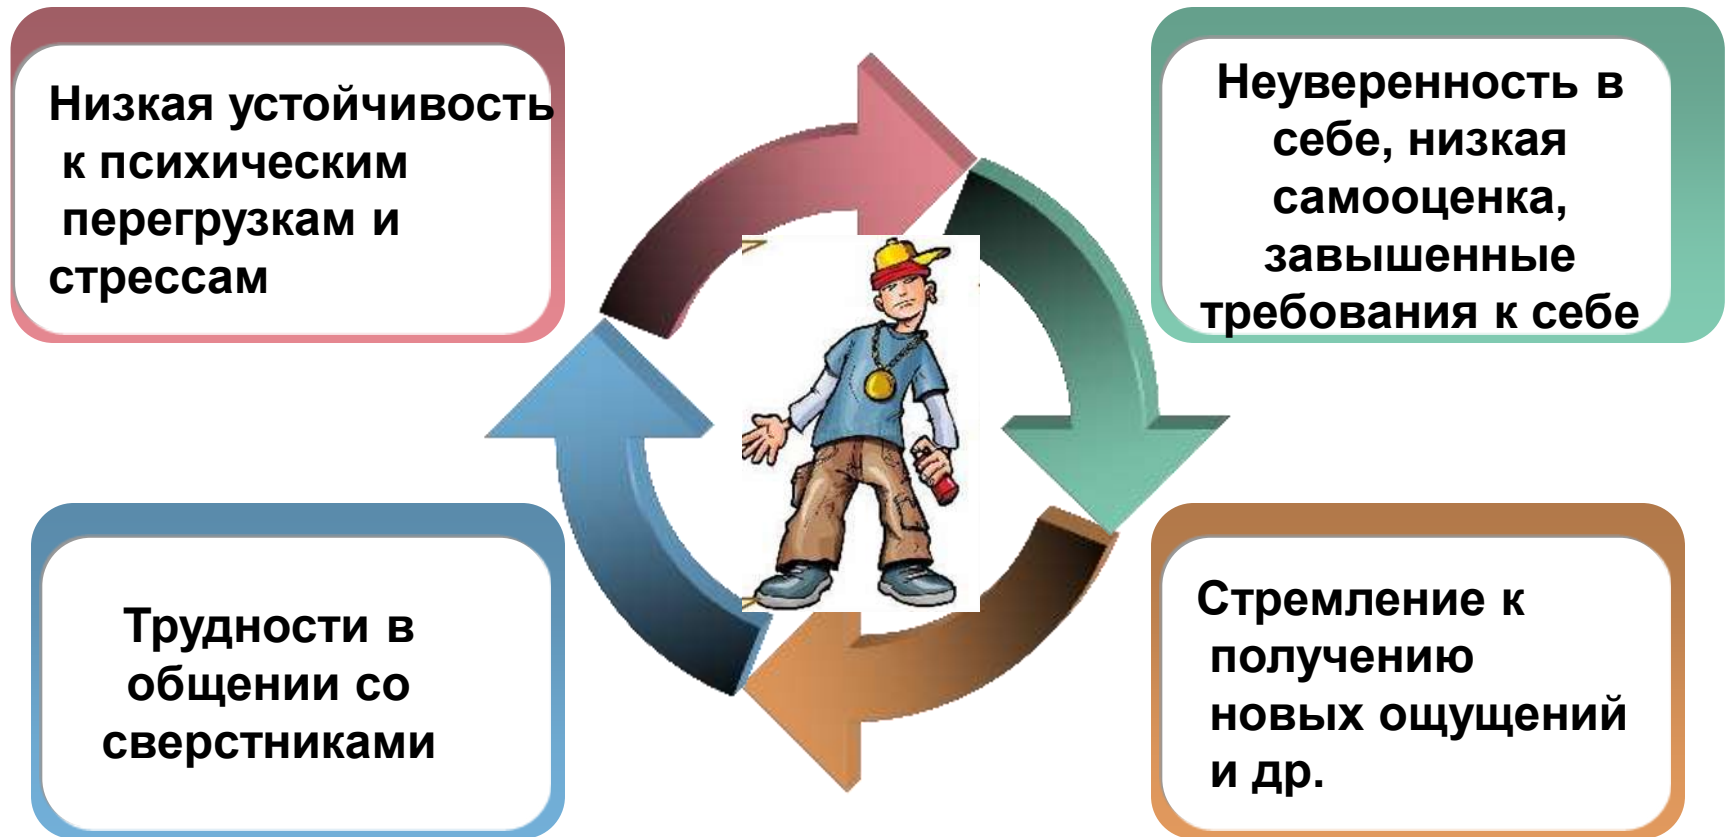 Низкая устойчивость
к психическим
перегрузкам и
стрессам
Неуверенность в
себе, низкая
самооценка,
завышенные
требования к себе
Трудности в
общении со
сверстниками
Стремление к
получению
новых ощущений
и др.